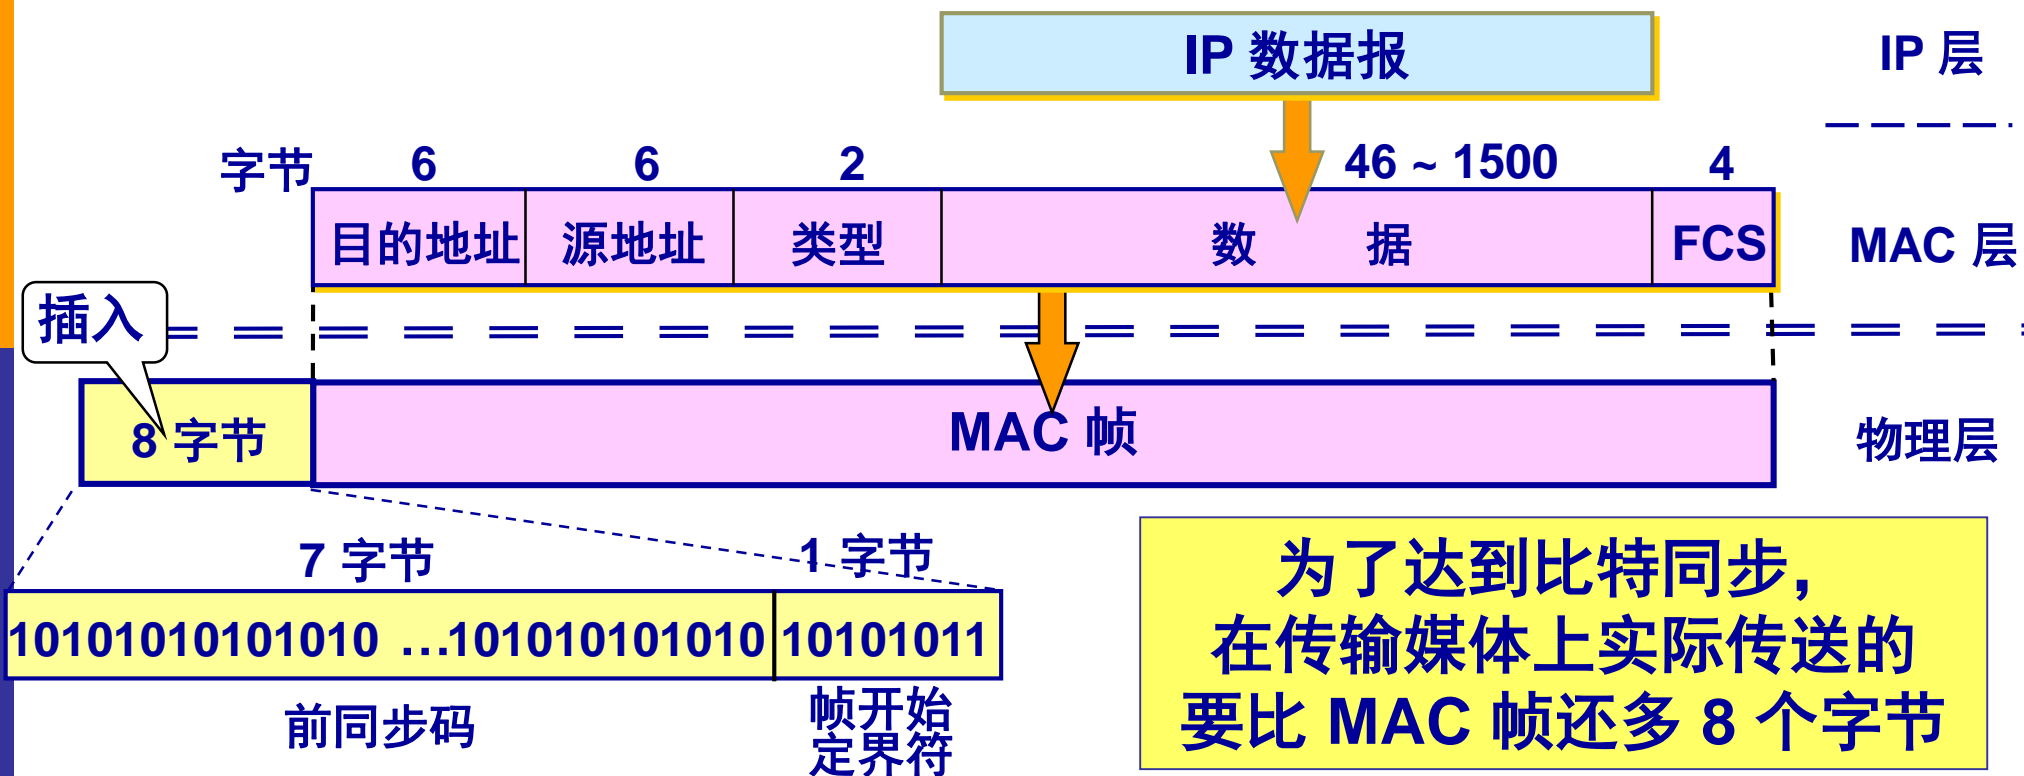 IP 数据报
IP 层
字节 6 6 2 46 ~ 1500 4
目的地址 源地址 类型 数 据 FCS
MAC 层
插入
8 字节
MAC 帧
物理层
7 字节 1 字节
10101010101010 …101010101010 10101011
前同步码
帧开始
定界符
为了达到比特同步，
在传输媒体上实际传送的
要比 MAC 帧还多 8 个字节